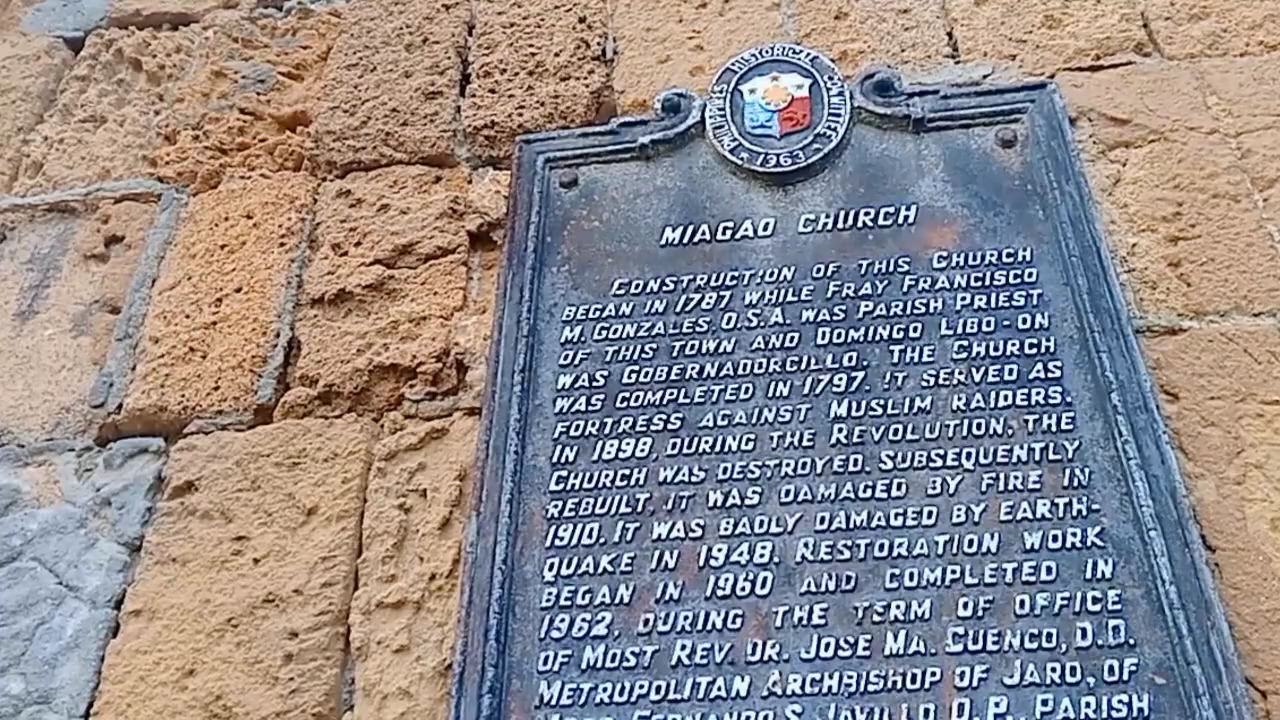 PHILIPPINES HISTORICAL COMMITTEE
1963
MIAGAO CHURCH
CONSTRUCTION OF THIS CHURCH
BEGAN IN 1787 WHILE FRAY FRANCISCO
M. GONZALES, O.S.A. WAS PARISH PRIEST
OF THIS TOWN AND DOMINGO LIBO-ON
WAS GOBERNADORCILLO. THE CHURCH
WAS COMPLETED IN 1797. IT SERVED AS
FORTRESS AGAINST MUSLIM RAIDERS.
IN 1898, DURING THE REVOLUTION, THE
CHURCH WAS DESTROYED. SUBSEQUENTLY
REBUILT, IT WAS DAMAGED BY FIRE IN
1910. IT WAS BADLY DAMAGED BY EARTH-
QUAKE IN 1948. RESTORATION WORK
BEGAN IN 1960 AND COMPLETED IN
1962, DURING THE TERM OF OFFICE
OF MOST REV. DR. JOSE MA. CUENCO, D.D.
METROPOLITAN ARCHBISHOP OF JARO, OF
FERNANDO S. JAVILLO O.P., PARISH